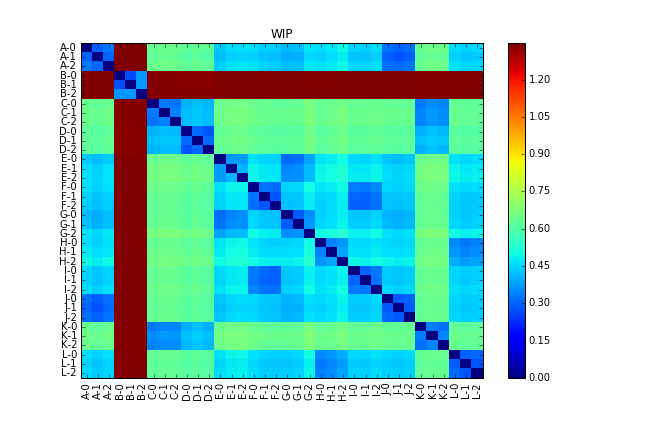 WIP
A-0
A-1
A-2
B-0
B-1
B-2
C-0
C-1
C-2
D-0
D-1
D-2
E-0
E-1
E-2
F-0
F-1
F-2
G-0
G-1
G-2
H-0
H-1
H-2
I-0
I-1
I-2
J-0
J-1
J-2
K-0
K-1
K-2
L-0
L-1
L-2
A-0 A-1 A-2 B-0 B-1 B-2 C-0 C-1 C-2 D-0 D-1 D-2 E-0 E-1 E-2 F-0 F-1 F-2 G-0 G-1 G-2 H-0 H-1 H-2 I-0 I-1 I-2 J-0 J-1 J-2 K-0 K-1 K-2 L-0 L-1 L-2
1.20
1.05
0.90
0.75
0.60
0.45
0.30
0.15
0.00